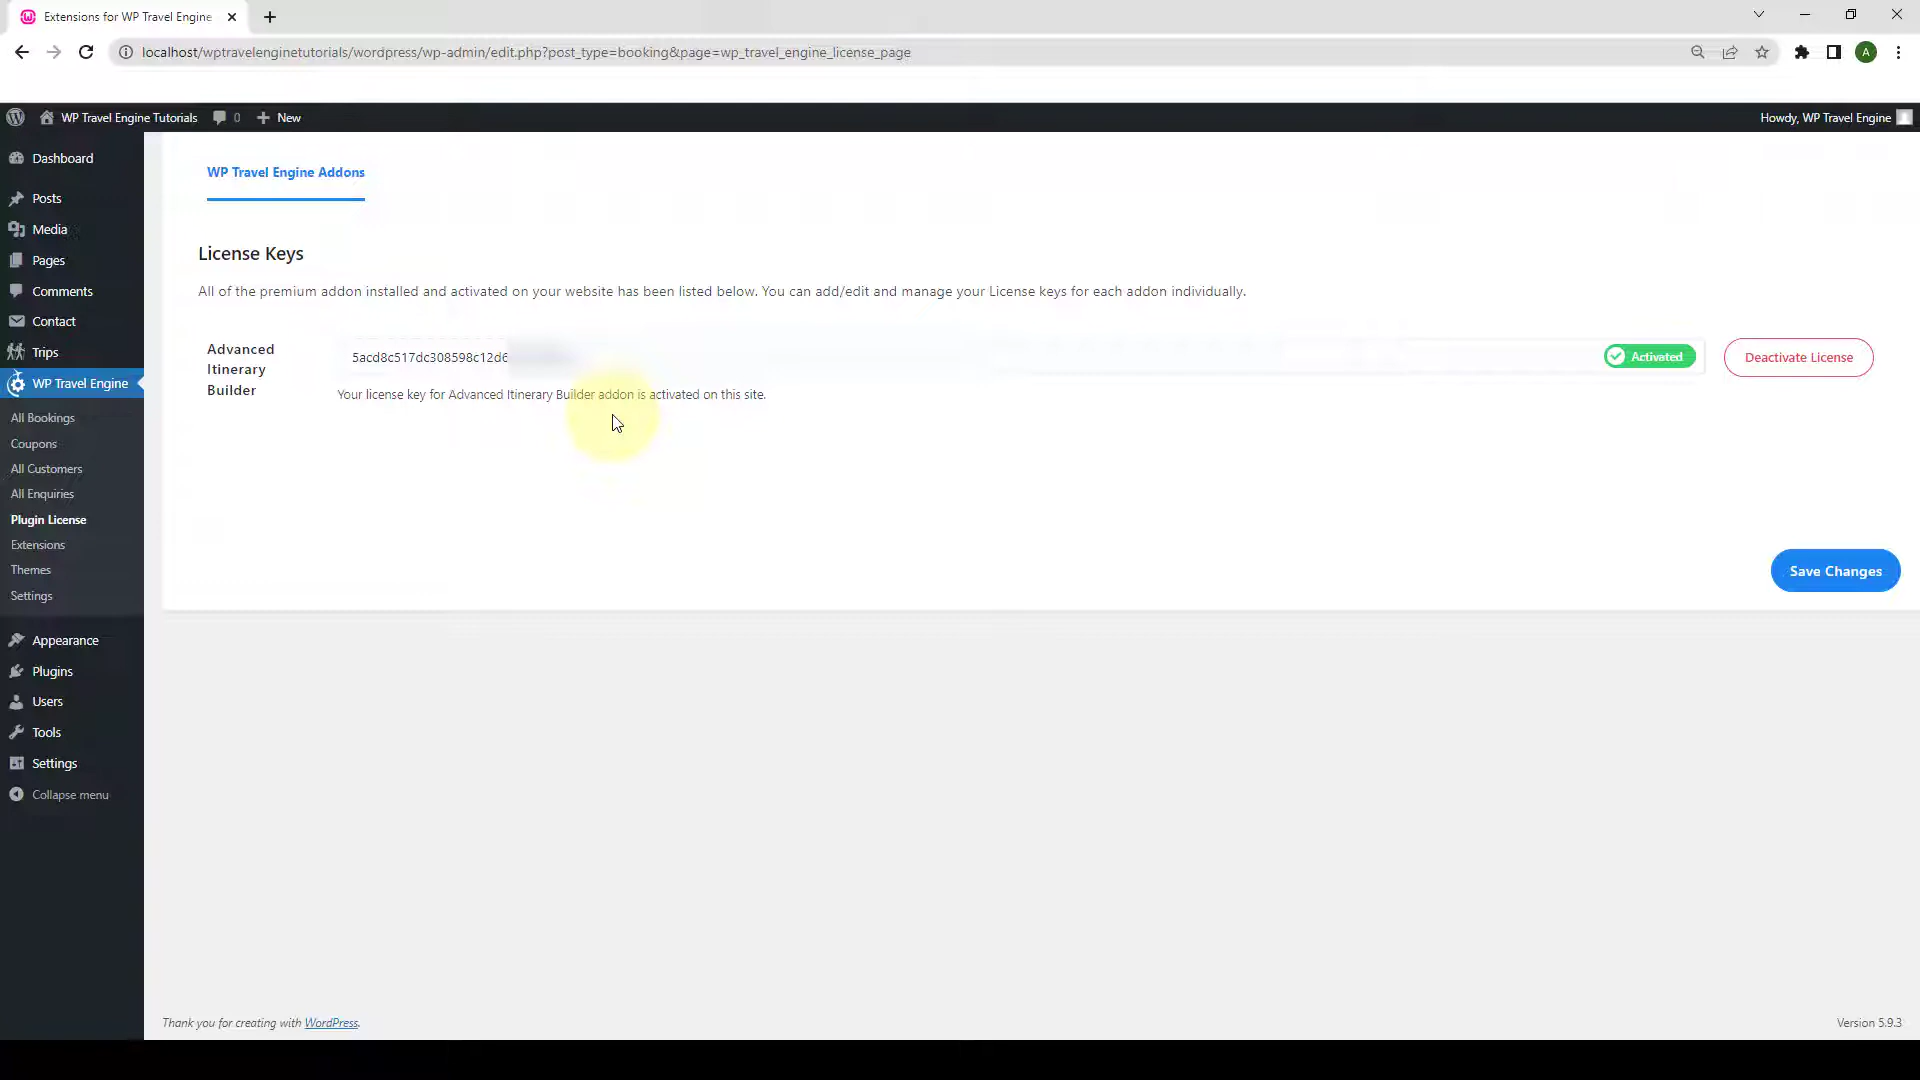 Extensions for WP Travel Engine
localhost/wptravelenginetutorials/wordpress/wp-admin/edit.php?post_type=booking&page=wp_travel_engine_license_page
A
WP Travel Engine Tutorials
0
New
Howdy, WP Travel Engine
Dashboard
Posts
Media
Pages
Comments
Contact
Trips
WP Travel Engine
All Bookings
Coupons
All Customers
All Enquiries
Plugin License
Extensions
Themes
Settings
Appearance
Plugins
Users
Tools
Settings
Collapse menu
WP Travel Engine Addons
License Keys
All of the premium addon installed and activated on your website has been listed below. You can add/edit and manage your License keys for each addon individually.
Advanced
Itinerary
Builder
5acd8c517dc308598c12d6
Activated
Deactivate License
Your license key for Advanced Itinerary Builder addon is activated on this site.
Save Changes
Thank you for creating with WordPress.
Version 5.9.3